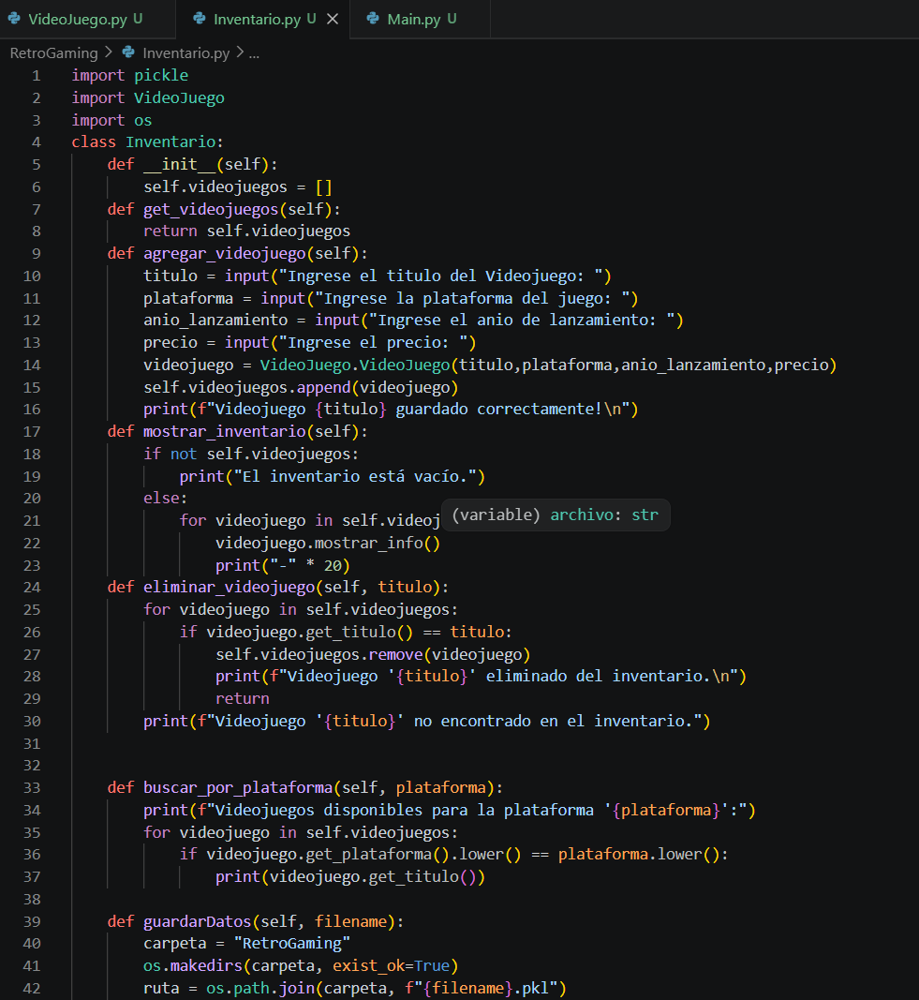 VideoJuego.py U
Inventario.py U
Main.py U
RetroGaming > Inventario.py > ...
1 import pickle
2 import VideoJuego
3 import os
4 class Inventario:
5     def __init__(self):
6         self.videojuegos = []
7     def get_videojuegos(self):
8         return self.videojuegos
9     def agregar_videojuego(self):
10         titulo = input("Ingrese el titulo del Videojuego: ")
11         plataforma = input("Ingrese la plataforma del juego: ")
12         anio_lanzamiento = input("Ingrese el anio de lanzamiento: ")
13         precio = input("Ingrese el precio: ")
14         videojuego = VideoJuego.VideoJuego(titulo,plataforma,anio_lanzamiento,precio)
15         self.videojuegos.append(videojuego)
16         print(f"Videojuego {titulo} guardado correctamente!\n")
17     def mostrar_inventario(self):
18         if not self.videojuegos:
19             print("El inventario está vacío.")
20         else:
21             for videojuego in self.videoj
(variable) archivo: str
22                 videojuego.mostrar_info()
23                 print("-" * 20)
24     def eliminar_videojuego(self, titulo):
25         for videojuego in self.videojuegos:
26             if videojuego.get_titulo() == titulo:
27                 self.videojuegos.remove(videojuego)
28                 print(f"Videojuego '{titulo}' eliminado del inventario.\n")
29                 return
30         print(f"Videojuego '{titulo}' no encontrado en el inventario.")
31
32
33     def buscar_por_plataforma(self, plataforma):
34         print(f"Videojuegos disponibles para la plataforma '{plataforma}':")
35         for videojuego in self.videojuegos:
36             if videojuego.get_plataforma().lower() == plataforma.lower():
37                 print(videojuego.get_titulo())
38
39     def guardarDatos(self, filename):
40         carpeta = "RetroGaming"
41         os.makedirs(carpeta, exist_ok=True)
42         ruta = os.path.join(carpeta, f"{filename}.pkl")